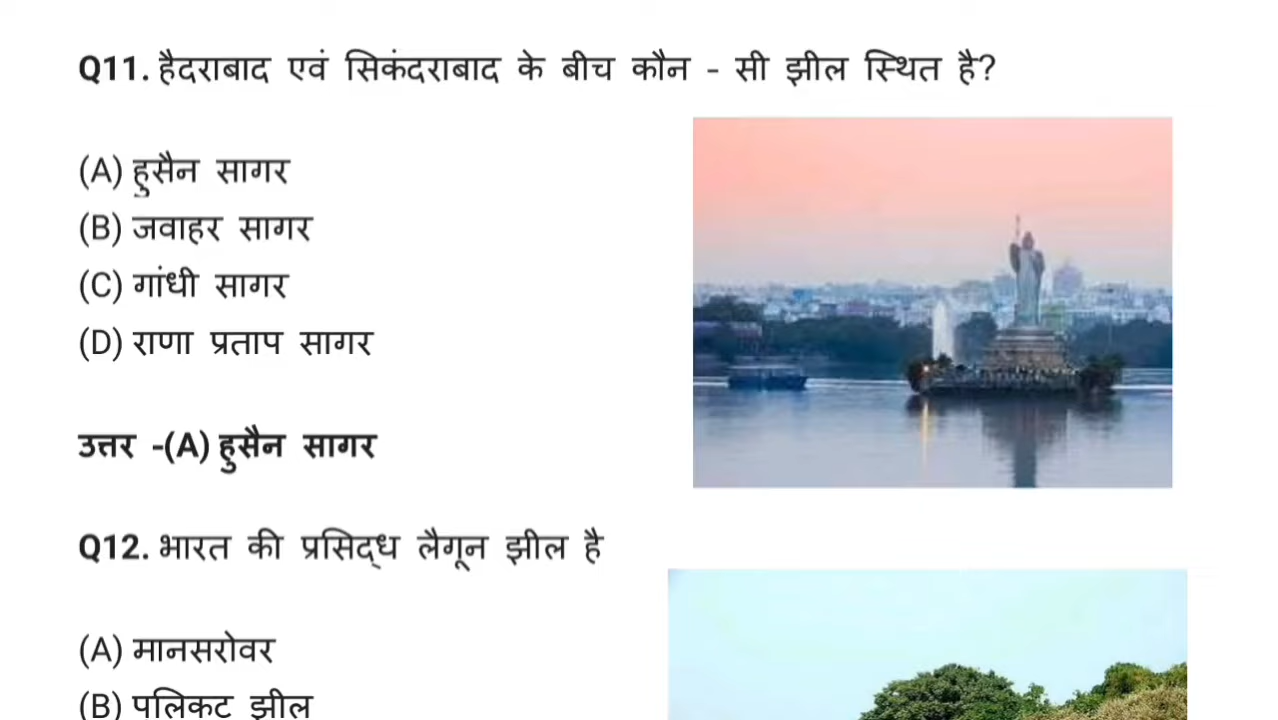 Q11. हैदराबाद एवं सिकंदराबाद के बीच कौन - सी झील स्थित है?
(A) हुसैन सागर
(B) जवाहर सागर
(C) गांधी सागर
(D) राणा प्रताप सागर
उत्तर -(A) हुसैन सागर
Q12. भारत की प्रसिद्ध लैगून झील है
(A) मानसरोवर
(B) पुलिकट झील